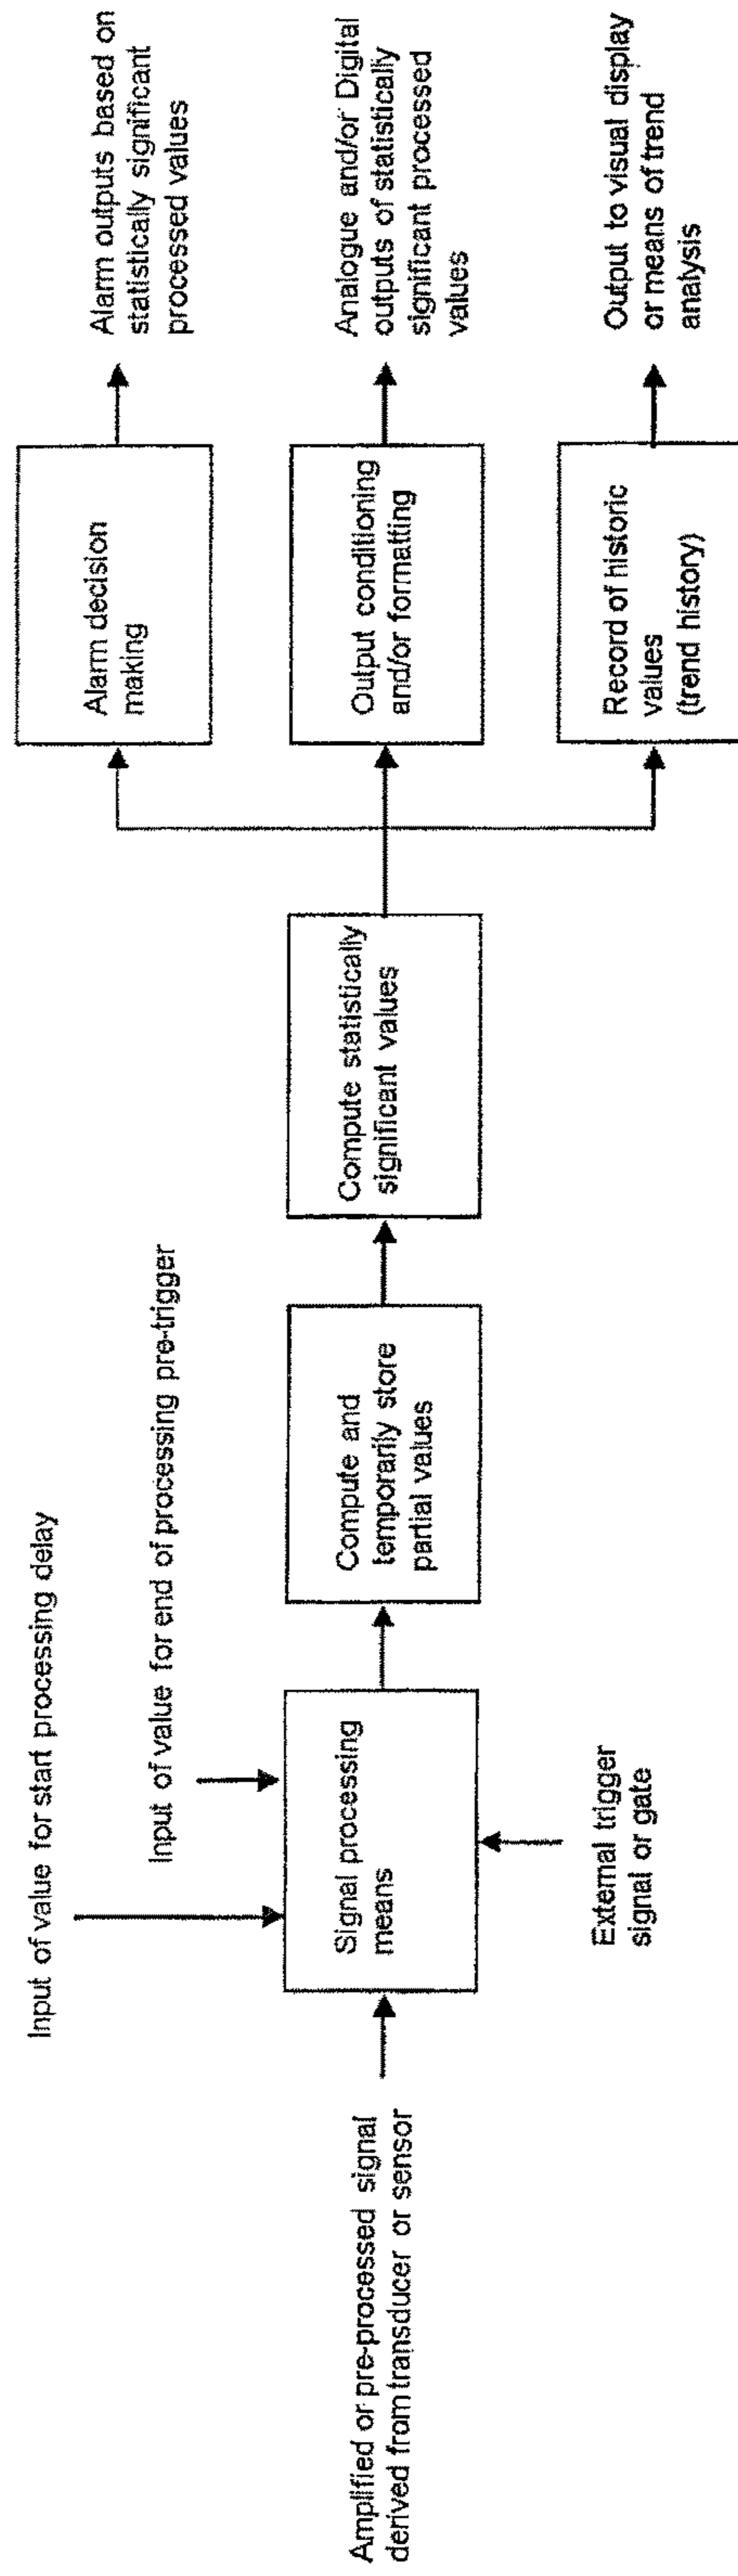 Input of value for start processing delay
Input of value for end of processing pre-trigger
Amplified or pre-processed signal
derived from transducer or sensor
Signal processing
means
External trigger
signal or gate
Compute and
temporarily store
partial values
Compute statistically
significant values
Alarm decision
making
Alarm outputs based on
statistically significant
processed values
Output conditioning
and/or formatting
Analogue and/or Digital
outputs of statistically
significant processed
values
Record of historic
values
(trend history)
Output to visual display
or means of trend
analysis